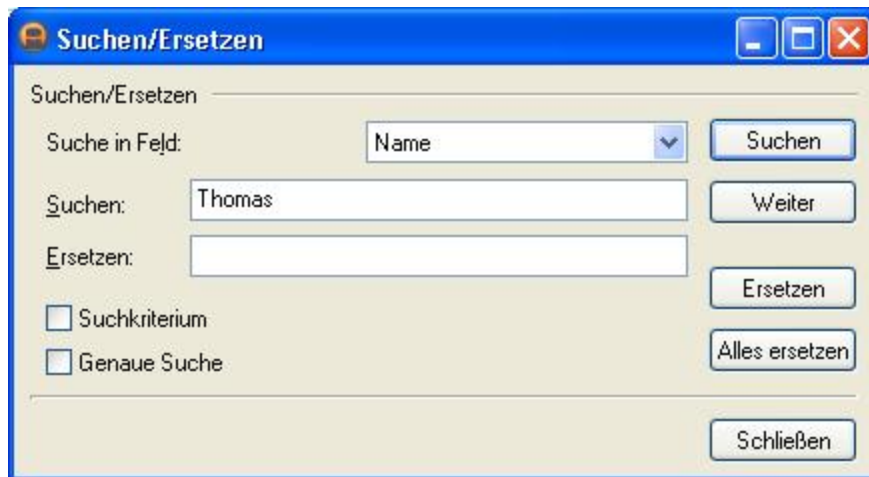 Suchen/Ersetzen
Suchen/Ersetzen
Suche in Feld: Name Suchen
Suchen: Thomas Weiter
Ersetzen:
Ersetzen
Suchkriterium
Alles ersetzen
Genaue Suche
Schließen